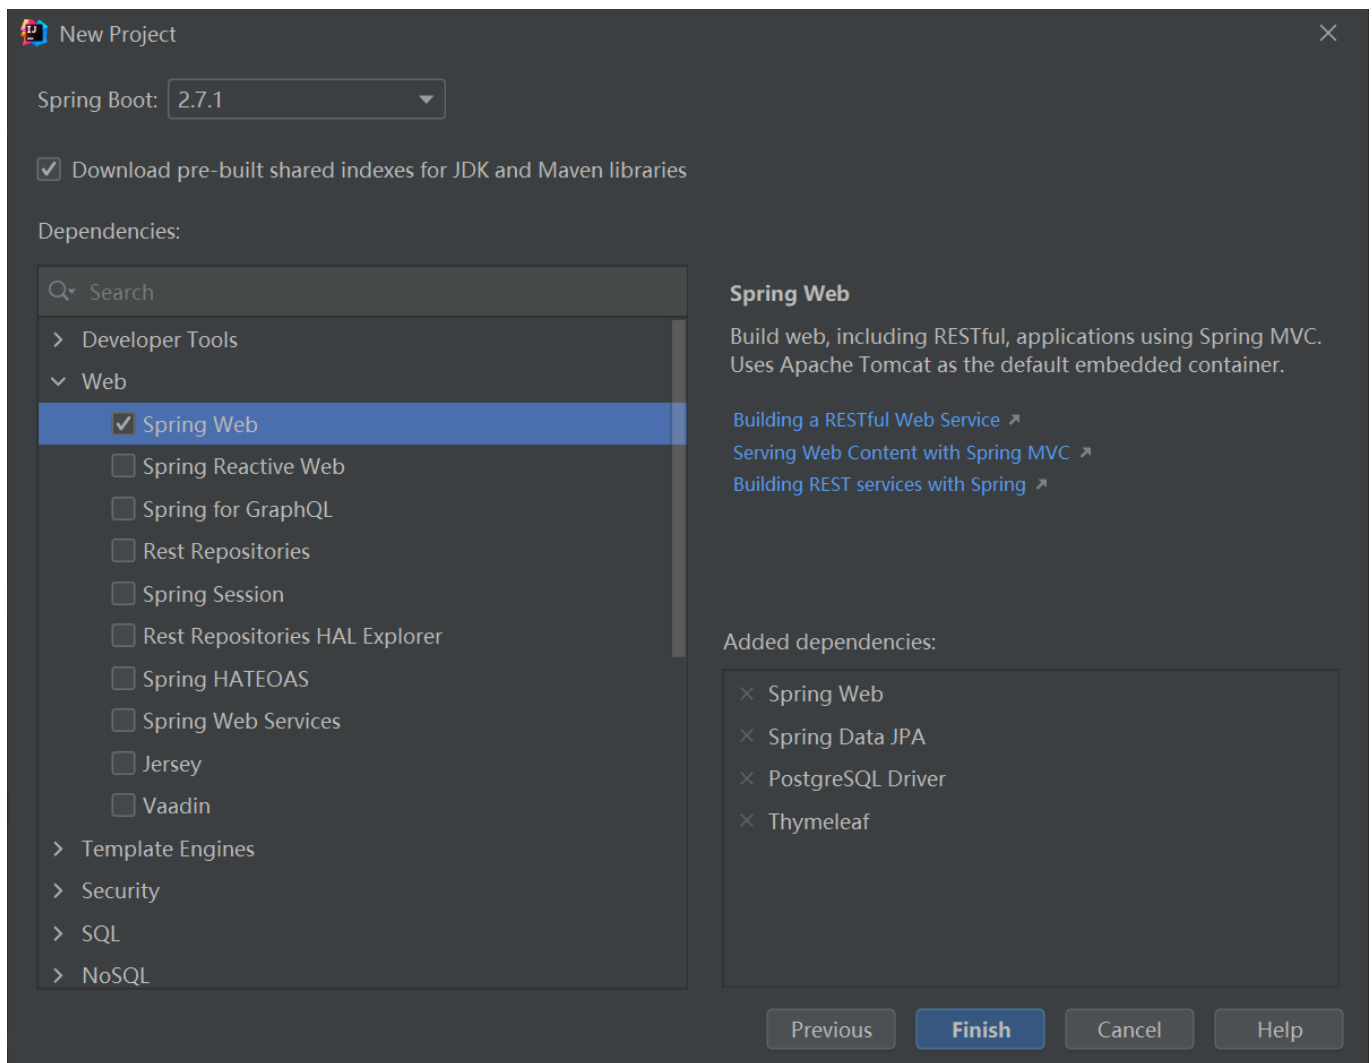 New Project
Spring Boot: 2.7.1
Download pre-built shared indexes for JDK and Maven libraries
Dependencies:
Search
Developer Tools
Web
Spring Web
Spring Reactive Web
Spring for GraphQL
Rest Repositories
Spring Session
Rest Repositories HAL Explorer
Spring HATEOAS
Spring Web Services
Jersey
Vaadin
Template Engines
Security
SQL
NoSQL
Spring Web
Build web, including RESTful, applications using Spring MVC.
Uses Apache Tomcat as the default embedded container.
Building a RESTful Web Service
Serving Web Content with Spring MVC
Building REST services with Spring
Added dependencies:
Spring Web
Spring Data JPA
PostgreSQL Driver
Thymeleaf
Previous Finish Cancel Help